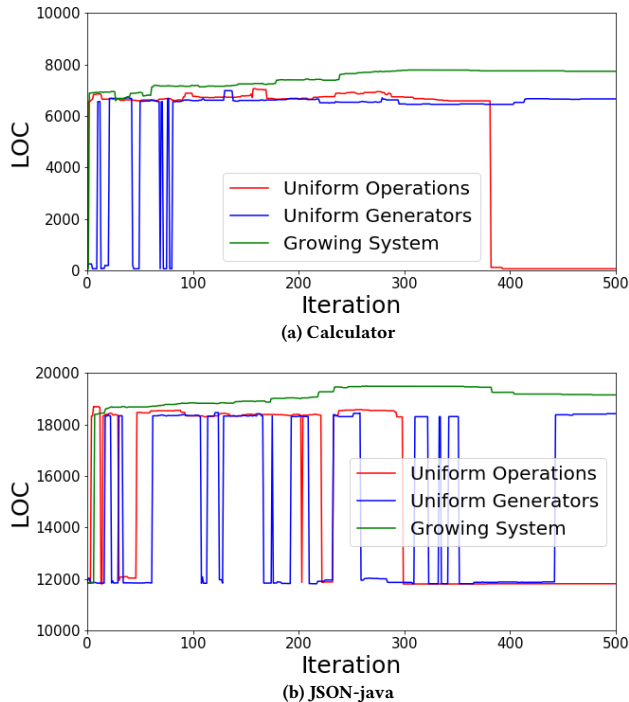 10000
8000
6000
4000
2000
0
LOC
Uniform Operations
Uniform Generators
Growing System
0 100 200 300 400 500
Iteration
(a) Calculator
20000
18000
16000
14000
12000
10000
LOC
Uniform Operations
Uniform Generators
Growing System
0 100 200 300 400 500
Iteration
(b) JSON-java